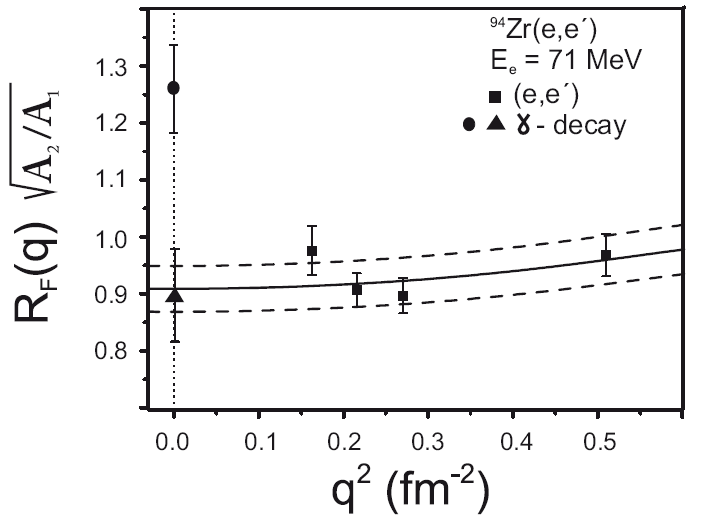 ⁹⁴Zr(e,e´)
Eₑ = 71 MeV
■ (e,e´)
● ▲ ɣ - decay
R_F(q) √A₂/A₁
1.3
1.2
1.1
1.0
0.9
0.8
0.0 0.1 0.2 0.3 0.4 0.5
q² (fm⁻²)